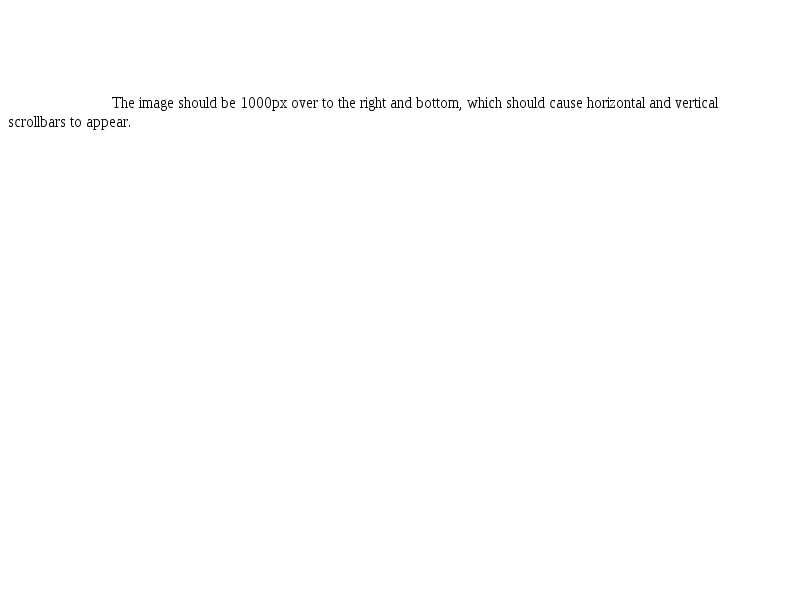 The image should be 1000px over to the right and bottom, which should cause horizontal and vertical
scrollbars to appear.